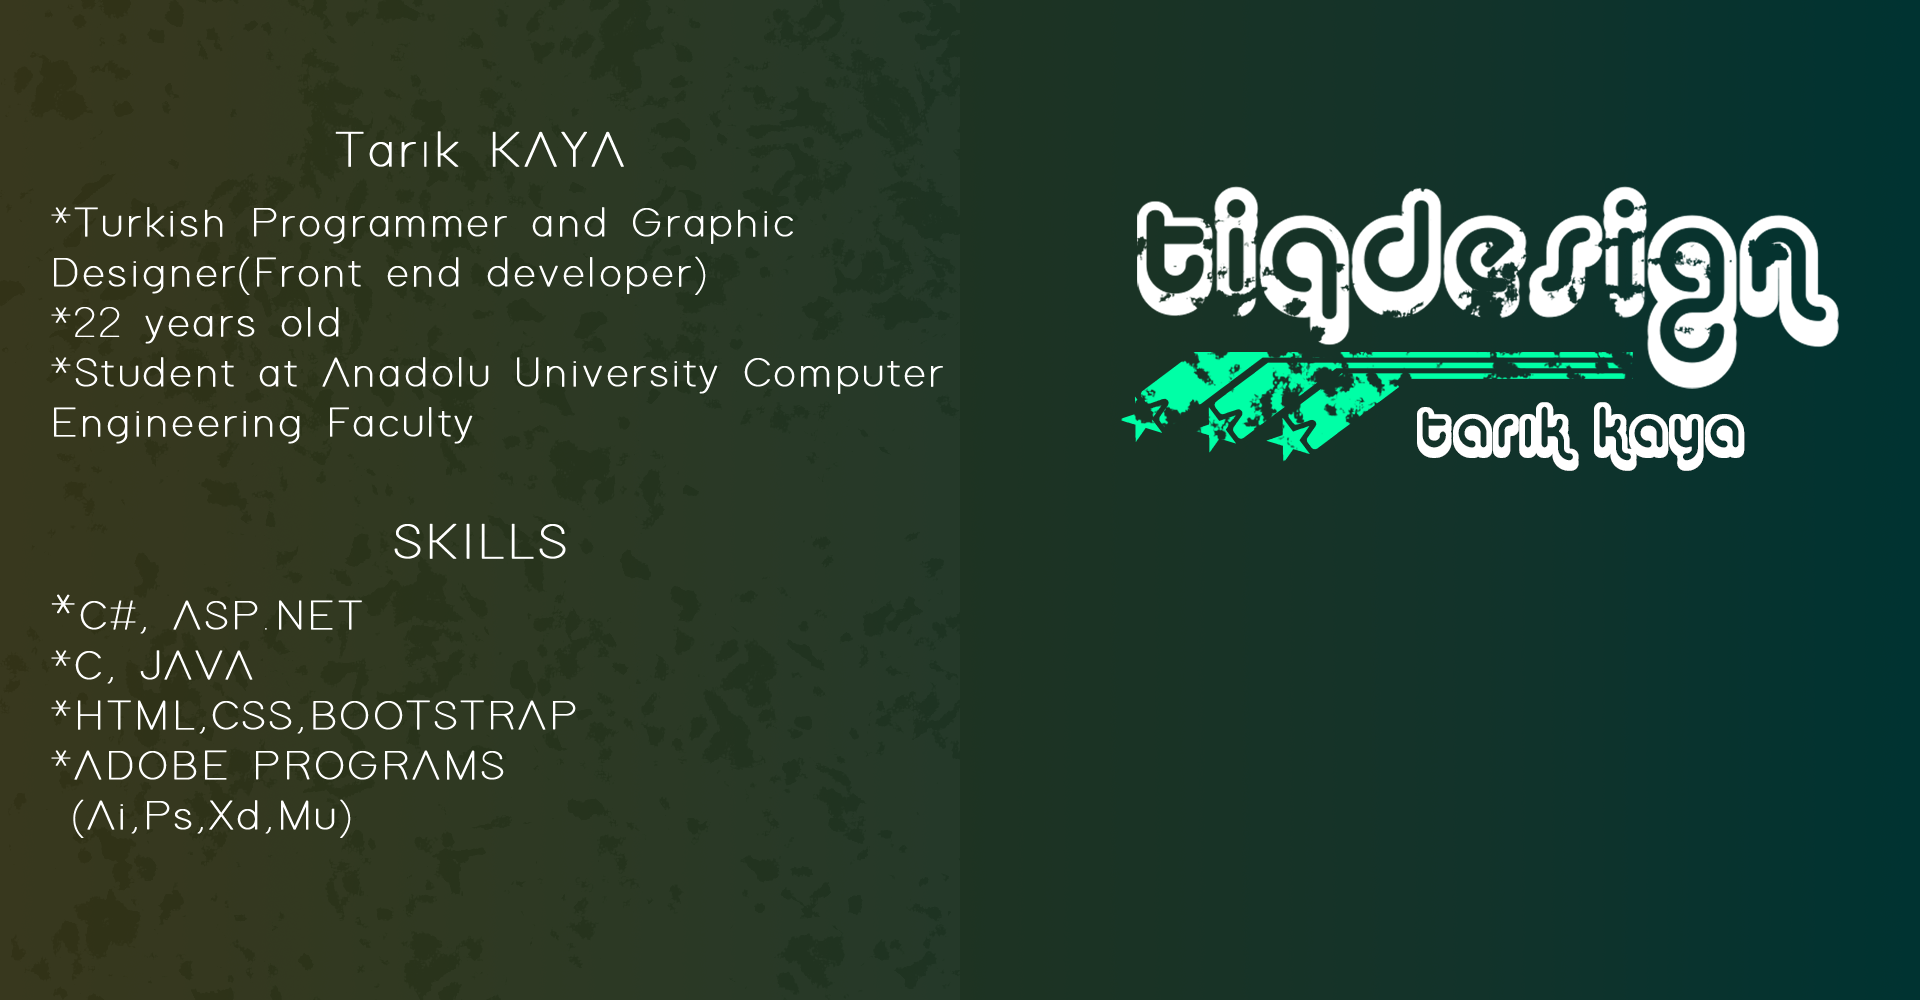 Tarık KAYA
*Turkish Programmer and Graphic
Designer(Front end developer)
*22 years old
*Student at Anadolu University Computer
Engineering Faculty
SKILLS
*C#, ASP.NET
*C, JAVA
*HTML,CSS,BOOTSTRAP
*ADOBE PROGRAMS
(Ai,Ps,Xd,Mu)
tiqdesign
tarık kaya